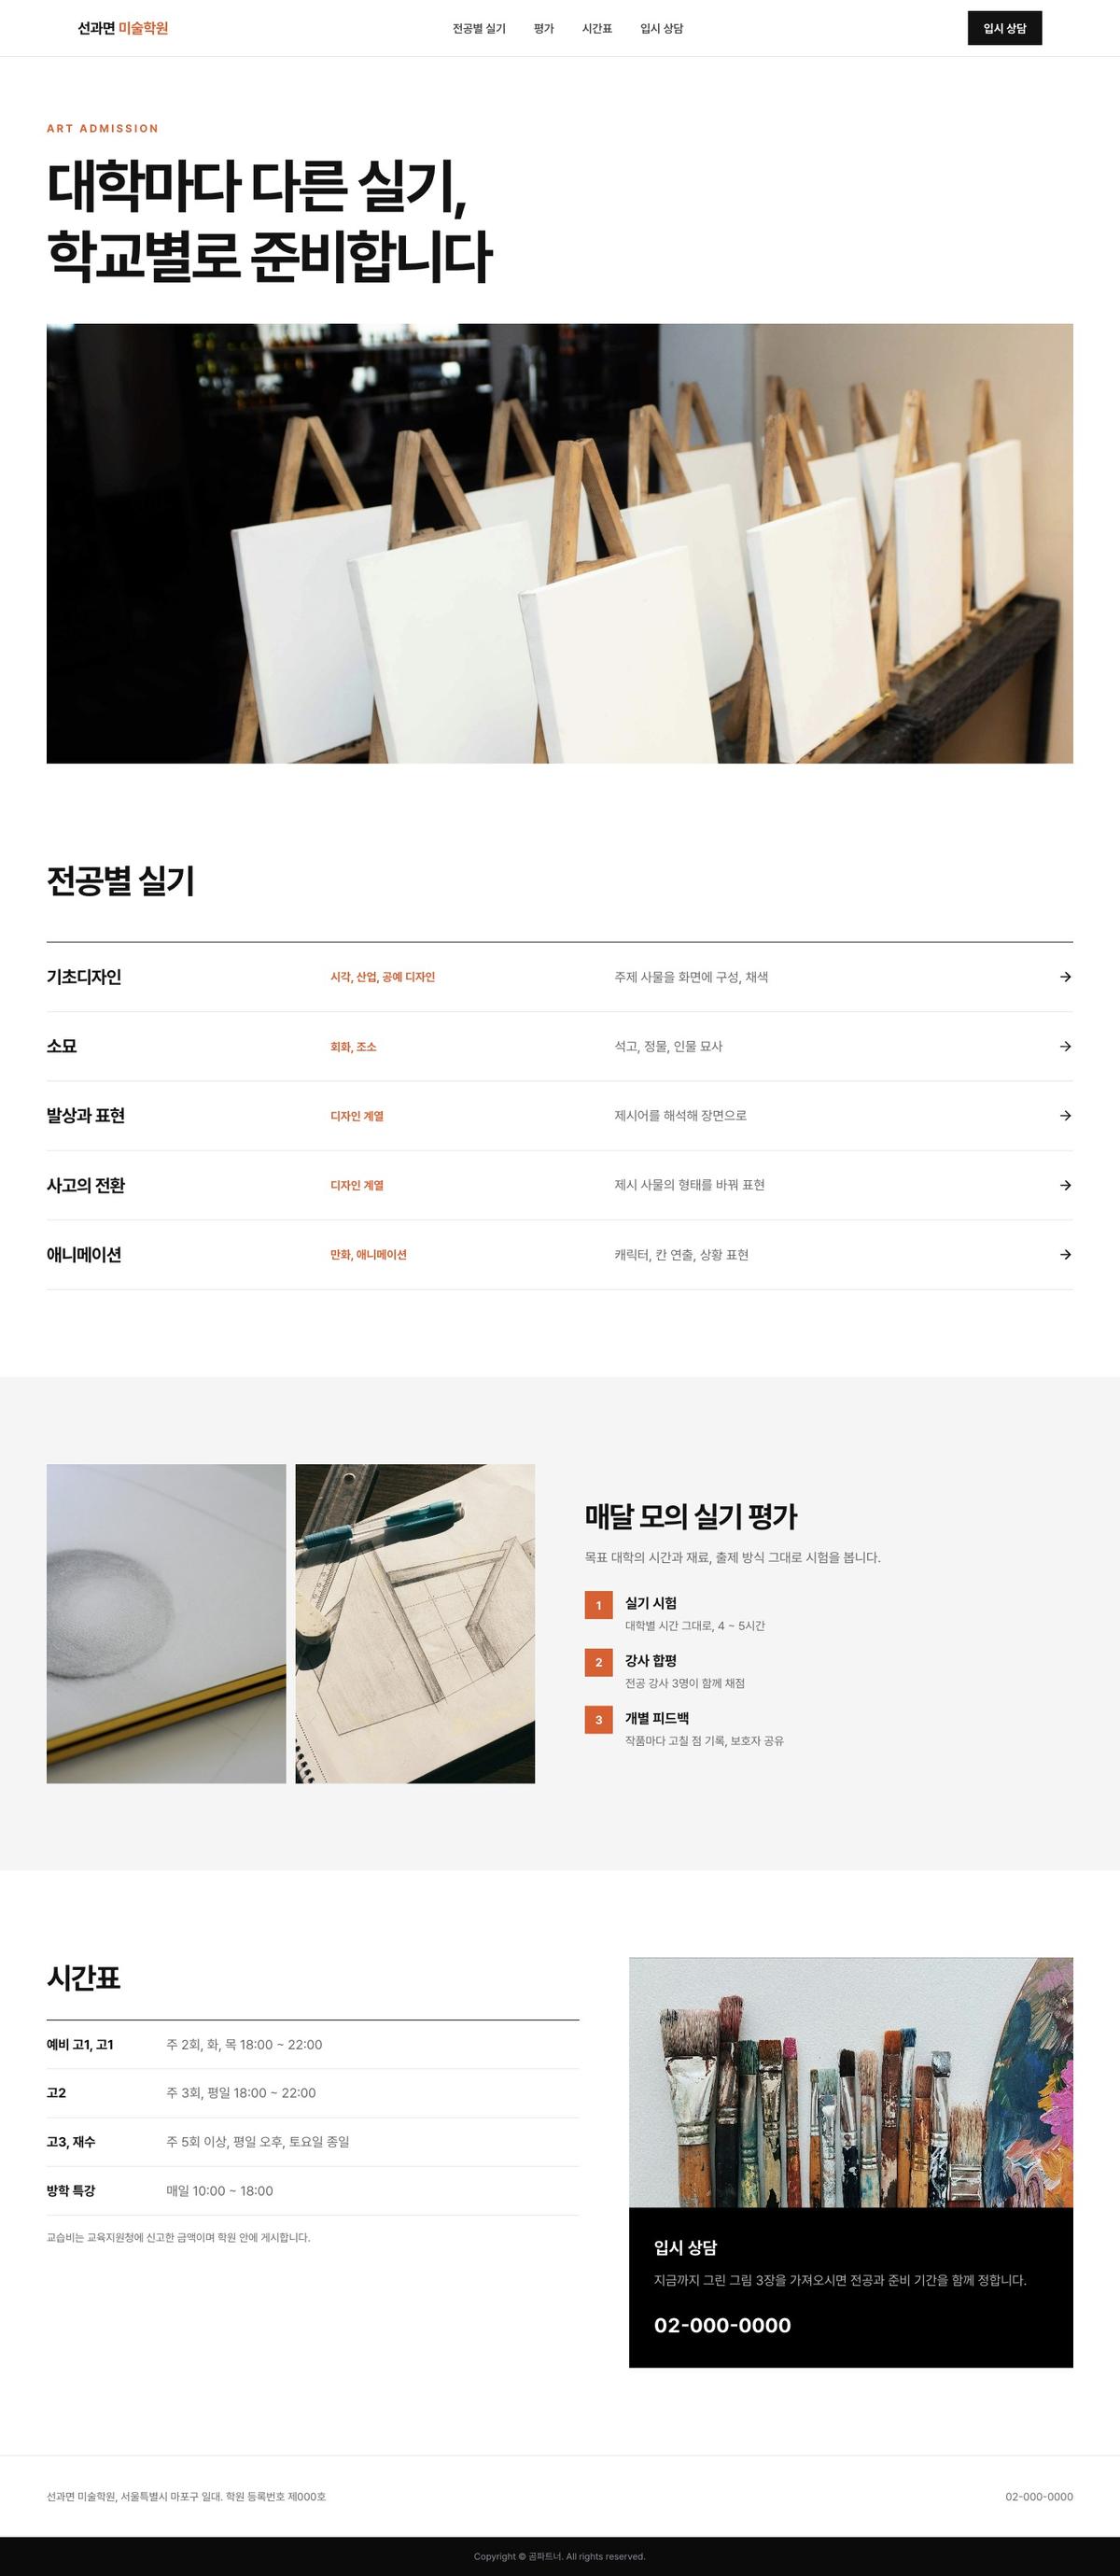 선과면 미술학원
전공별 실기
평가
시간표
입시 상담
입시 상담
ART ADMISSION
대학마다 다른 실기,
학교별로 준비합니다
전공별 실기
기초디자인
시각, 산업, 공예 디자인
주제 사물을 화면에 구성, 채색
소묘
회화, 조소
석고, 정물, 인물 묘사
발상과 표현
디자인 계열
제시어를 해석해 장면으로
사고의 전환
디자인 계열
제시 사물의 형태를 바꿔 표현
애니메이션
만화, 애니메이션
캐릭터, 칸 연출, 상황 표현
매달 모의 실기 평가
목표 대학의 시간과 재료, 출제 방식 그대로 시험을 봅니다.
1
실기 시험
대학별 시간 그대로, 4 ~ 5시간
2
강사 합평
전공 강사 3명이 함께 채점
3
개별 피드백
작품마다 고칠 점 기록, 보호자 공유
시간표
예비 고1, 고1
주 2회, 화, 목 18:00 ~ 22:00
고2
주 3회, 평일 18:00 ~ 22:00
고3, 재수
주 5회 이상, 평일 오후, 토요일 종일
방학 특강
매일 10:00 ~ 18:00
교습비는 교육지원청에 신고한 금액이며 학원 안에 게시합니다.
입시 상담
지금까지 그린 그림 3장을 가져오시면 전공과 준비 기간을 함께 정합니다.
02-000-0000
선과면 미술학원, 서울특별시 마포구 일대. 학원 등록번호 제000호
02-000-0000
Copyright © 곰파트너. All rights reserved.